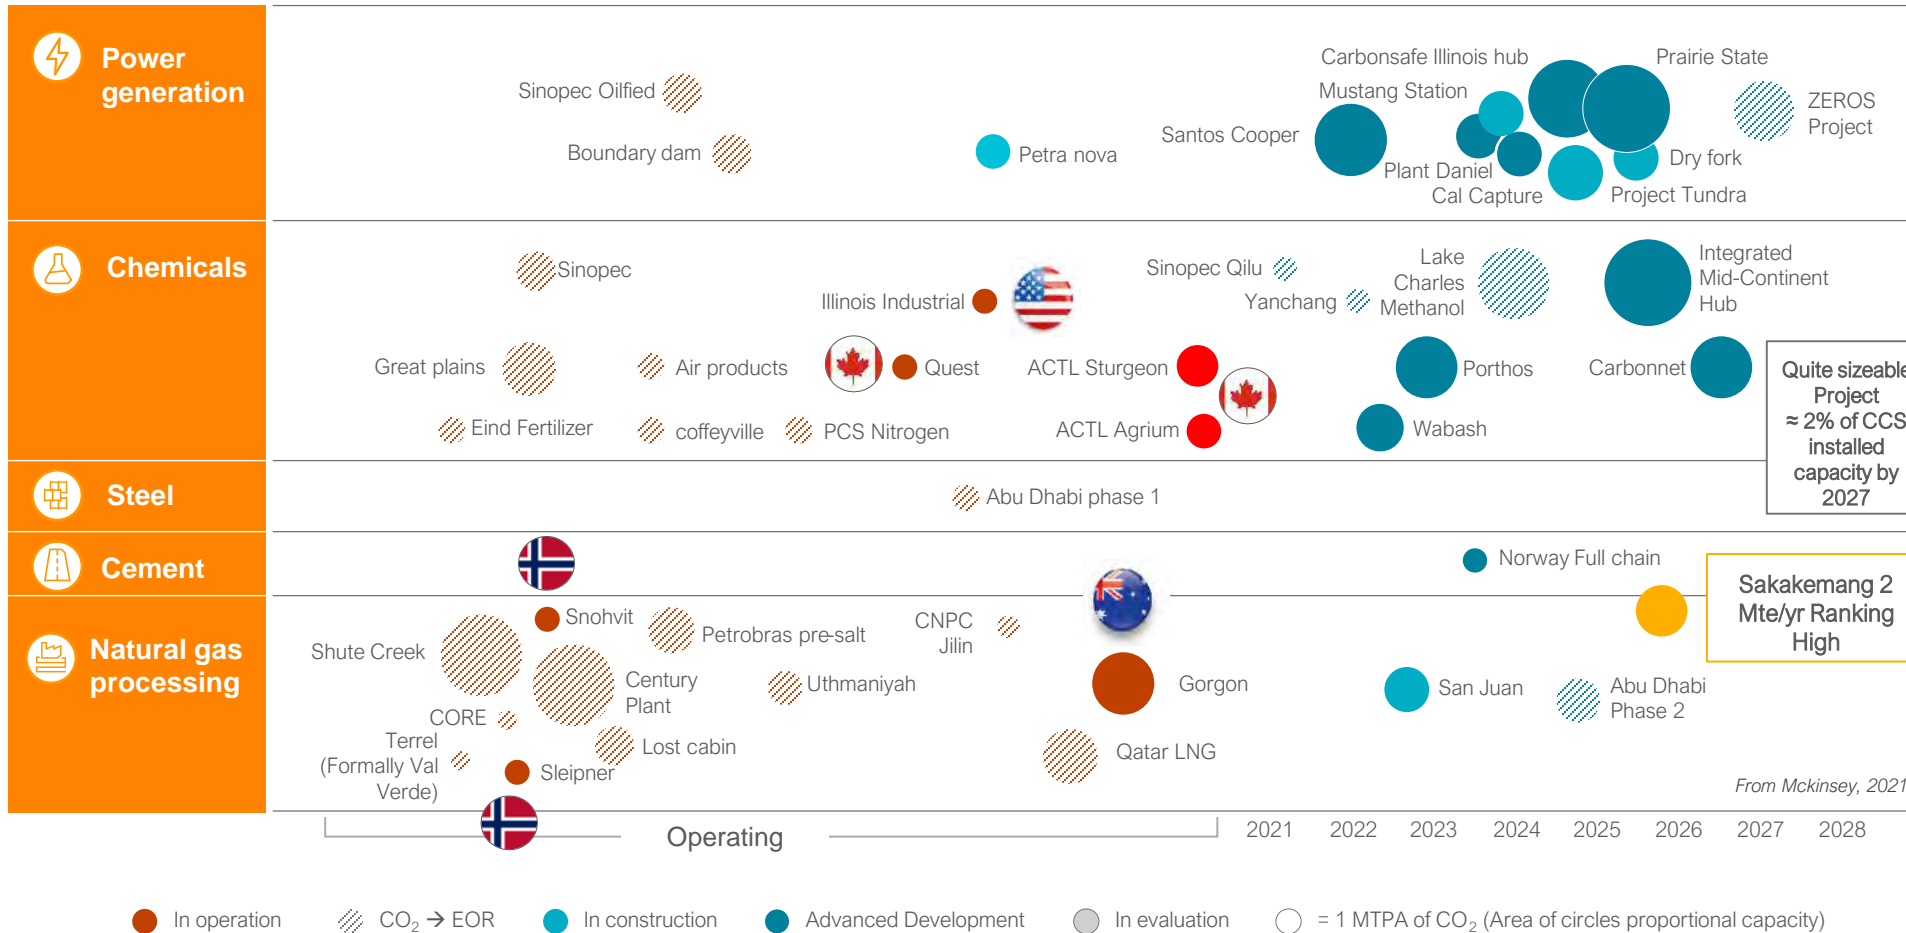 Power
generation
Sinopec Oilfied
Boundary dam
Petra nova
Carbonsafe Illinois hub
Mustang Station
Santos Cooper
Plant Daniel
Cal Capture
Prairie State
ZEROS
Project
Dry fork
Project Tundra
Chemicals
Sinopec
Illinois Industrial
Great plains
Air products
Quest
Eind Fertilizer
coffeyville
PCS Nitrogen
ACTL Sturgeon
ACTL Agrium
Sinopec Qilu
Yanchang
Lake
Charles
Methanol
Integrated
Mid-Continent
Hub
Porthos
Carbonnet
Wabash
Quite sizeable
Project
≈ 2% of CCS
installed
capacity by
2027
Steel
Abu Dhabi phase 1
Cement
Norway Full chain
Natural gas
processing
Snohvit
Shute Creek
Petrobras pre-salt
CNPC
Jilin
Century
Plant
Uthmaniyah
CORE
Lost cabin
Terrel
(Formally Val
Verde)
Sleipner
Gorgon
Qatar LNG
San Juan
Abu Dhabi
Phase 2
Sakakemang 2
Mte/yr Ranking
High
From Mckinsey, 2021
Operating
2021 2022 2023 2024 2025 2026 2027 2028
In operation CO₂ → EOR In construction Advanced Development In evaluation = 1 MTPA of CO₂ (Area of circles proportional capacity)